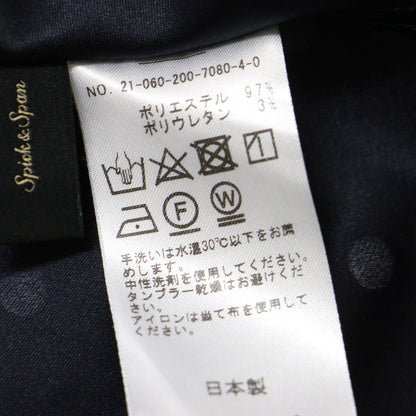 Spick & Span
NO. 21-060-200-7080-4-0
ポリエステル 97%
ポリウレタン 3%
F
W
手洗いは水温30℃以下をお薦
めします。
中性洗剤を使用してください。
タンブラー乾燥はお避けくださ
い。
アイロンは当て布を使用して
ください。
日本製